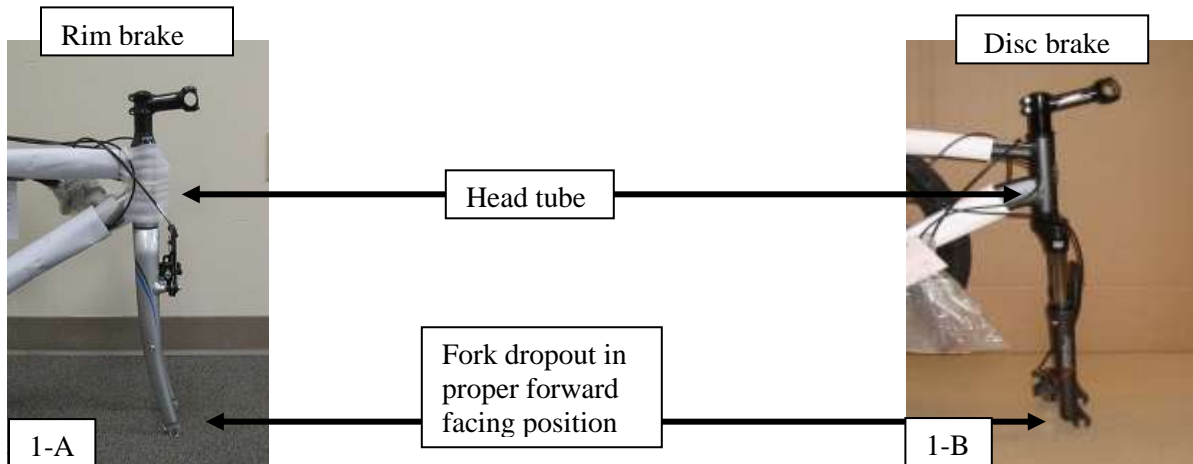 Rim brake
Disc brake
Head tube
Fork dropout in
proper forward
facing position
1-A
1-B